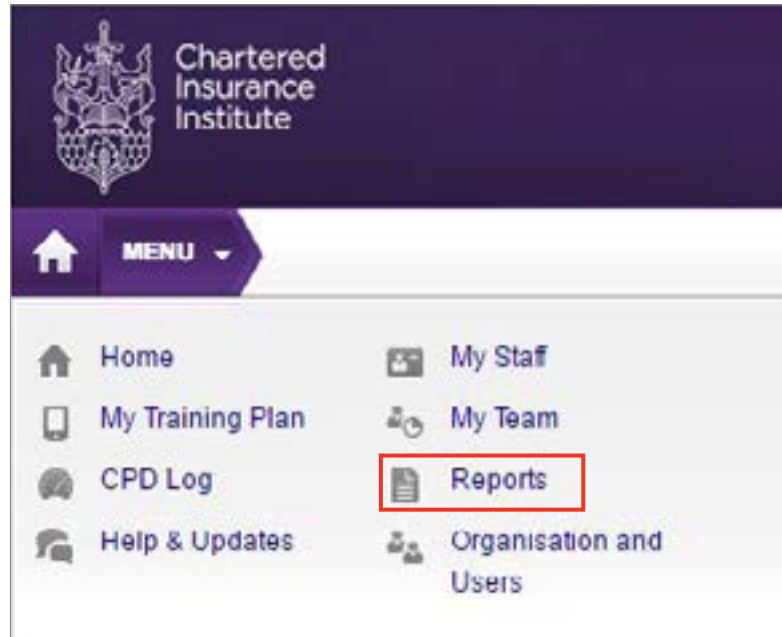 Chartered
Insurance
Institute
MENU
Home
My Training Plan
CPD Log
Help & Updates
My Staff
My Team
Reports
Organisation and
Users